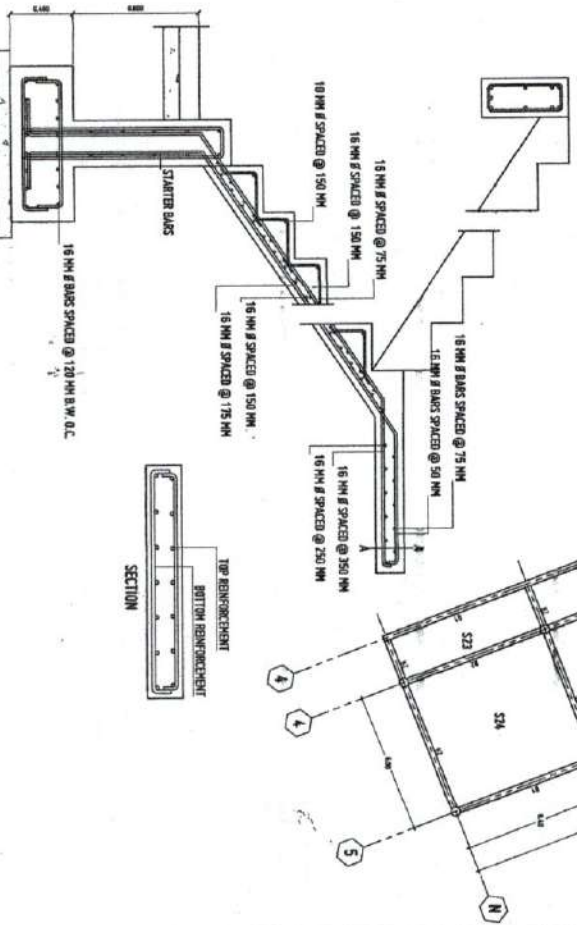 0.400
10 MM Ø SPACED @ 150 MM
16 MM Ø SPACED @ 150 MM
16 MM Ø SPACED @ 75 MM
16 MM Ø BARS SPACED @ 75 MM
16 MM Ø BARS SPACED @ 50 MM
STARTER BARS
16 MM Ø BARS SPACED @ 120 MM B.W. O.C.
16 MM Ø SPACED @ 150 MM
16 MM Ø SPACED @ 175 MM
16 MM Ø SPACED @ 350 MM
16 MM Ø SPACED @ 250 MM
A
TOP REINFORCEMENT
BOTTOM REINFORCEMENT
SECTION
S23
S24
4
4
5
N